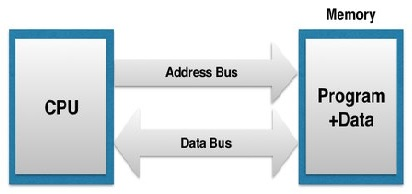 Memory
CPU
Address Bus
Data Bus
Program
+Data